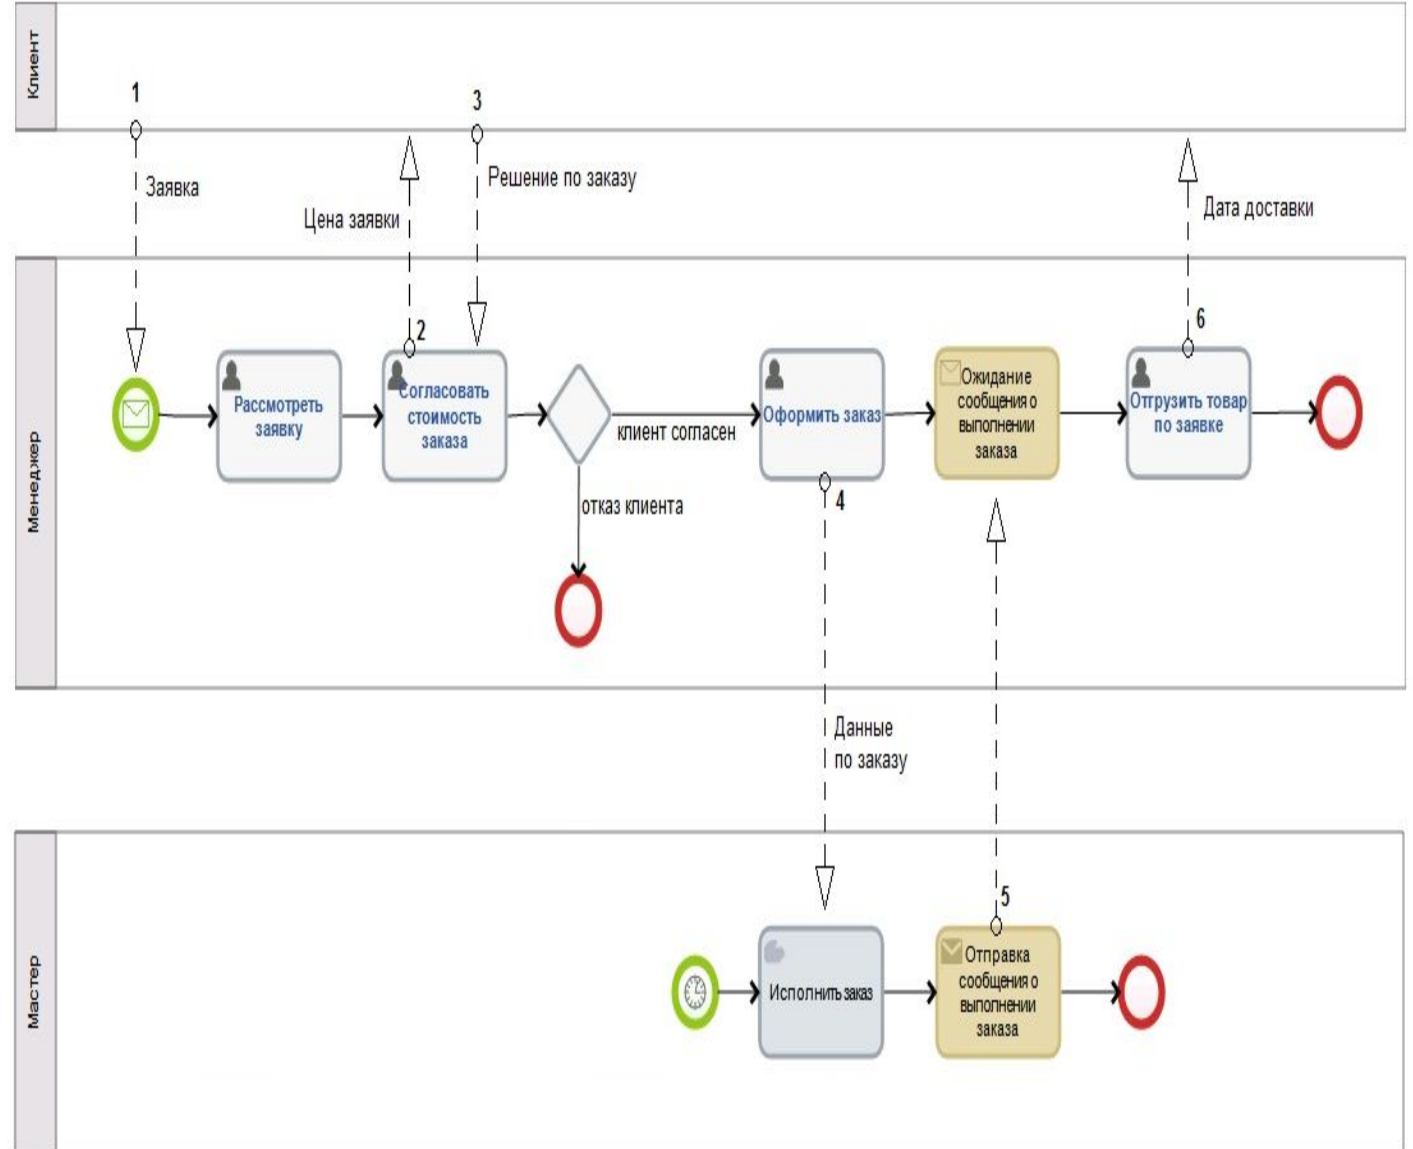 Клиент
1
3
Заявка
Решение по заказу
Цена заявки
Дата доставки
Менеджер
2
6
Рассмотреть
заявку
Согласовать
стоимость
заказа
клиент согласен
отказ клиента
Оформить заказ
4
Ожидание
сообщения о
выполнении
заказа
Отгрузить товар
по заявке
Данные
по заказу
Мастер
5
Исполнить заказ
Отправка
сообщения о
выполнении
заказа